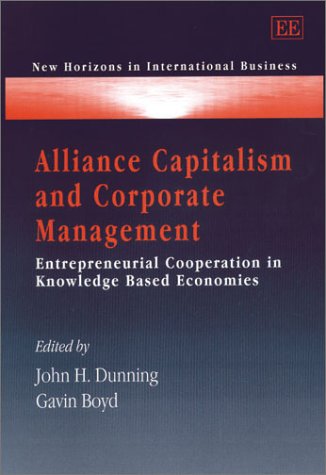 EE
New Horizons in International Business
Alliance Capitalism
and Corporate
Management
Entrepreneurial Cooperation in
Knowledge Based Economies
Edited by
John H. Dunning
Gavin Boyd